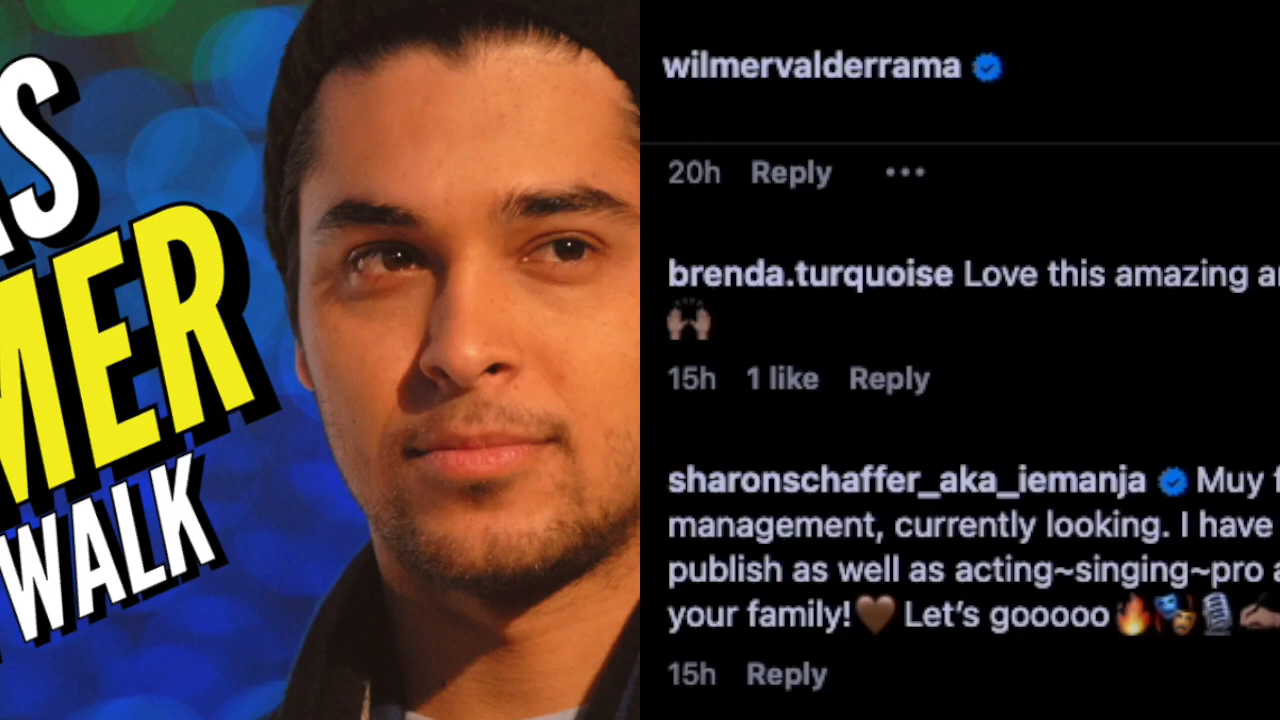 MER
WALK
wilmervalderrama
20h Reply
brenda.turquoise Love this amazing
15h 1 like Reply
sharonschaffer_aka_iemanja Muy
management, currently looking. I have
publish as well as acting~singing~pro
your family!🤎 Let's gooooo🔥🎭🎙️✍🏽
15h Reply